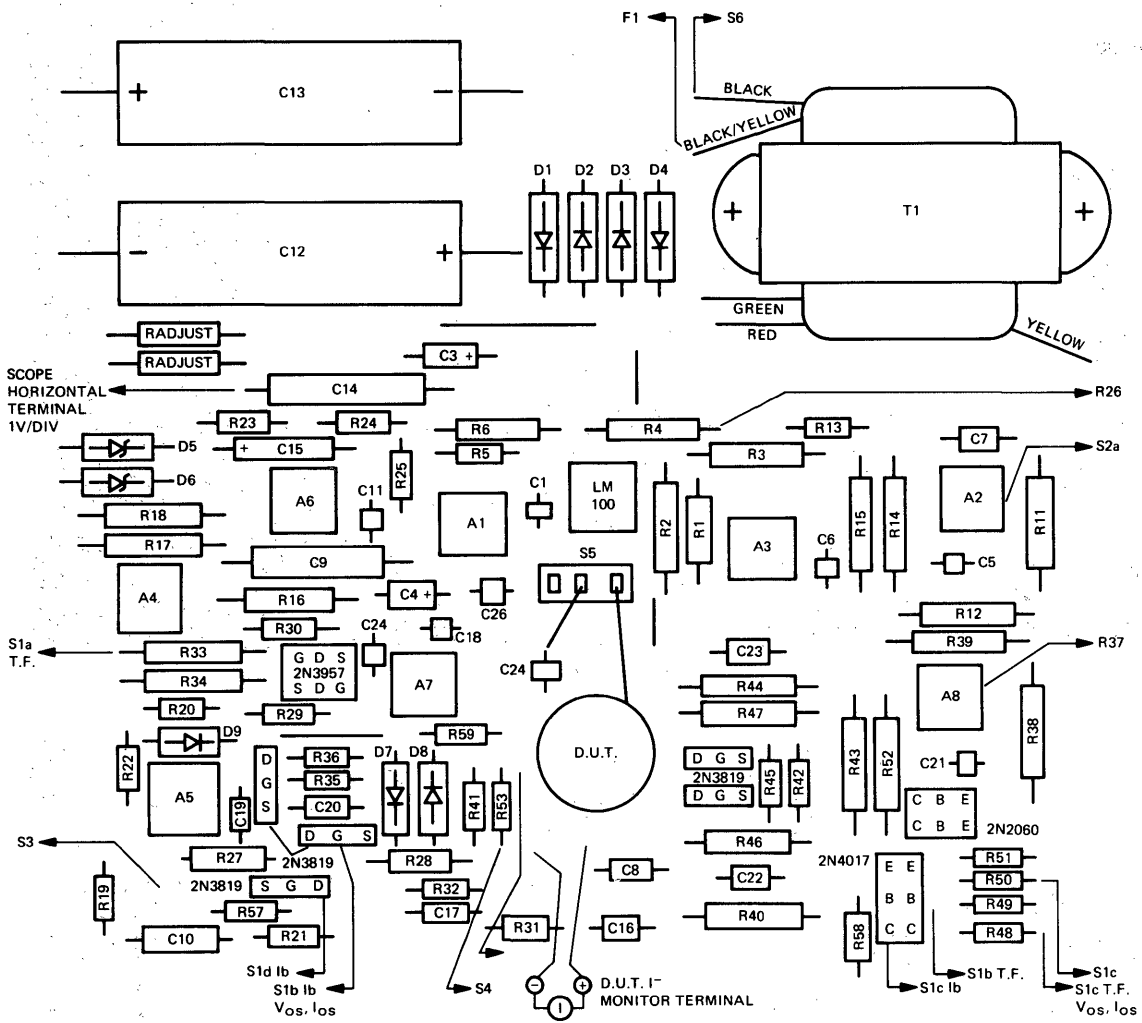 F1 S6
C13
BLACK
BLACK/YELLOW
D1 D2 D3 D4
T1
C12
GREEN
RED
YELLOW
RADJUST
RADJUST
C3 +
SCOPE
HORIZONTAL
TERMINAL
1V/DIV
C14
R26
R23 R24 R6 R4 R13 C7
D5 + C15 R5 R3 S2a
D6 R25
A6 C11 A1 C1 LM
100
R2 R1 A3 C6 R15 R14 A2 R11
R18
R17
C9 S5 C5
A4 R16 C4 + C26 R12
R30 C24 C18 R39
S1a
T.F.
R33 G D S
2N3957
S D G
A7 C24 C23 R37
R34 R44 A8
R20 R29 R47 R38
D9 R59 D.U.T. R43 R52
R22 D
G
S
R36 D7 D8 D G S
2N3819
D G S
R45 R42 C21
A5 R35 R41 R53
C19 C20 C B E
C B E
2N2060
S3 D G S R46
R27 2N3819 R28 2N4017 E E
B B
C C
R51
R19 2N3819 S G D R32 C8 C22 R50
R57 C17 R49
C10 R21 R31 C16 R40 R58 R48
S1d Ib
S1b Ib
VOS, IOS
S4
− +
I
D.U.T. I−
MONITOR TERMINAL
S1c Ib
S1b T.F.
S1c
S1c T.F.
VOS, IOS